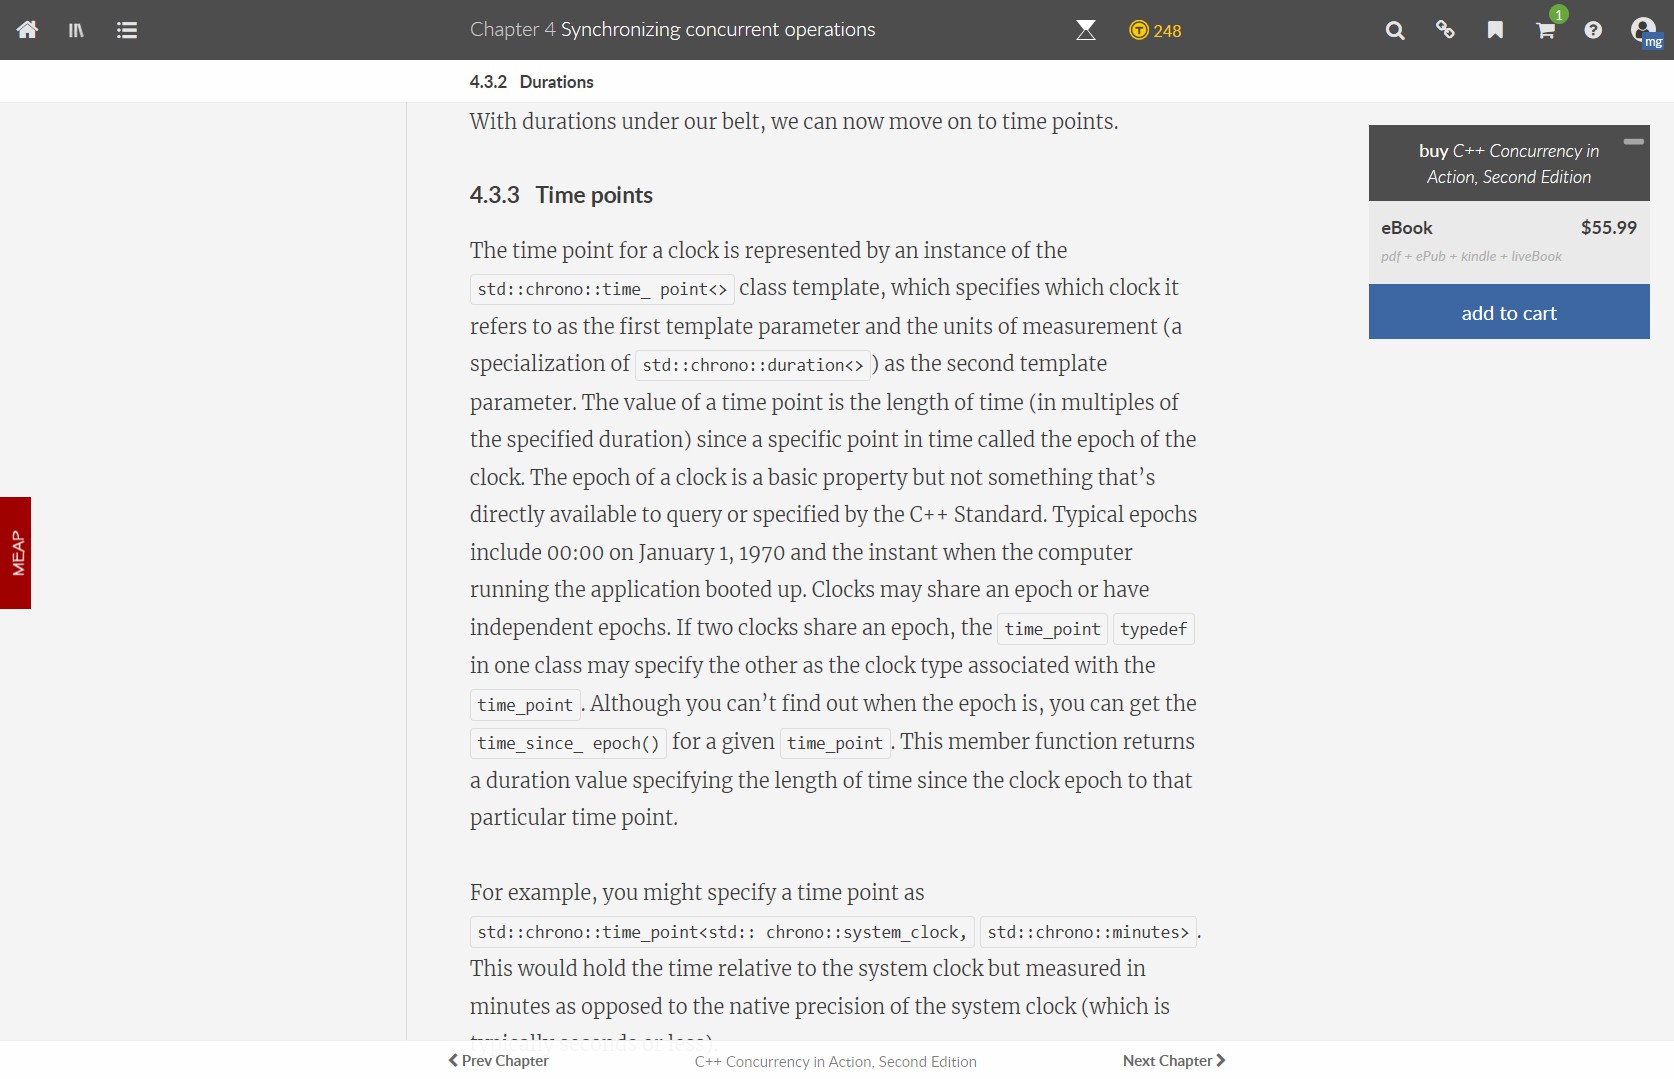 Chapter 4 Synchronizing concurrent operations
248
1
mg
4.3.2 Durations
With durations under our belt, we can now move on to time points.
4.3.3 Time points
The time point for a clock is represented by an instance of the
std::chrono::time_ point<> class template, which specifies which clock it
refers to as the first template parameter and the units of measurement (a
specialization of std::chrono::duration<> ) as the second template
parameter. The value of a time point is the length of time (in multiples of
the specified duration) since a specific point in time called the epoch of the
clock. The epoch of a clock is a basic property but not something that’s
directly available to query or specified by the C++ Standard. Typical epochs
include 00:00 on January 1, 1970 and the instant when the computer
running the application booted up. Clocks may share an epoch or have
independent epochs. If two clocks share an epoch, the time_point typedef
in one class may specify the other as the clock type associated with the
time_point . Although you can’t find out when the epoch is, you can get the
time_since_ epoch() for a given time_point . This member function returns
a duration value specifying the length of time since the clock epoch to that
particular time point.
For example, you might specify a time point as
std::chrono::time_point<std:: chrono::system_clock, std::chrono::minutes> .
This would hold the time relative to the system clock but measured in
minutes as opposed to the native precision of the system clock (which is
typically seconds or less).
buy C++ Concurrency in
Action, Second Edition
eBook $55.99
pdf + ePub + kindle + liveBook
add to cart
MEAP
Prev Chapter
C++ Concurrency in Action, Second Edition
Next Chapter